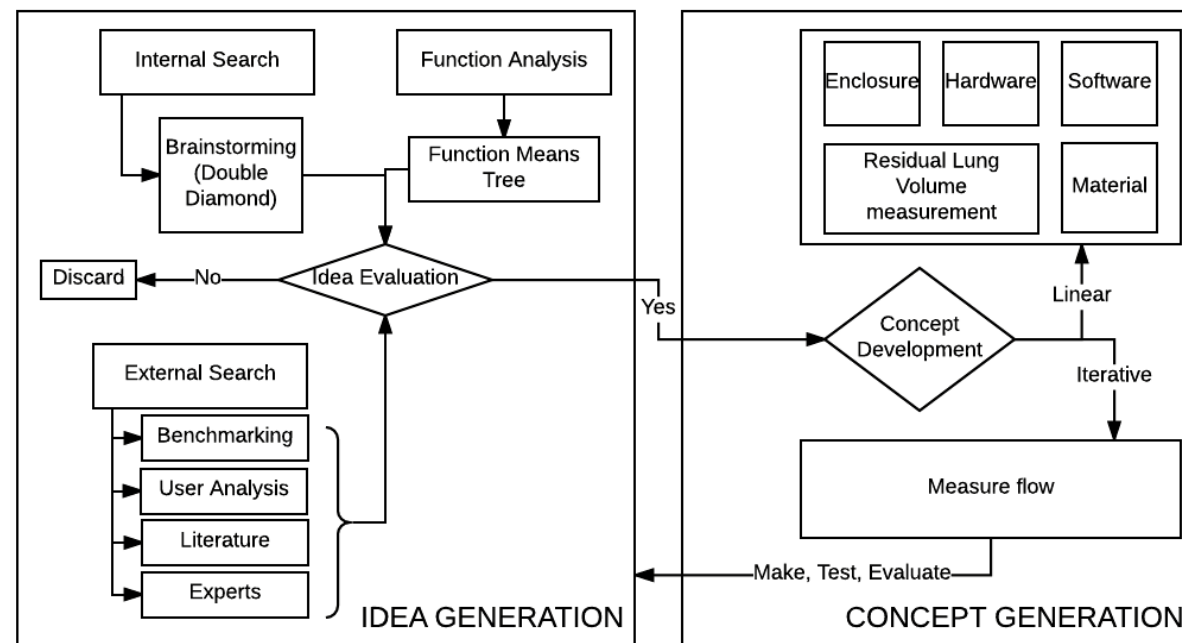 Internal Search
Function Analysis
Brainstorming
(Double
Diamond)
Function Means
Tree
Discard
No
Idea Evaluation
Yes
External Search
Benchmarking
User Analysis
Literature
Experts
IDEA GENERATION
Enclosure
Hardware
Software
Residual Lung
Volume
measurement
Material
Linear
Concept
Development
Iterative
Measure flow
Make, Test, Evaluate
CONCEPT GENERATION